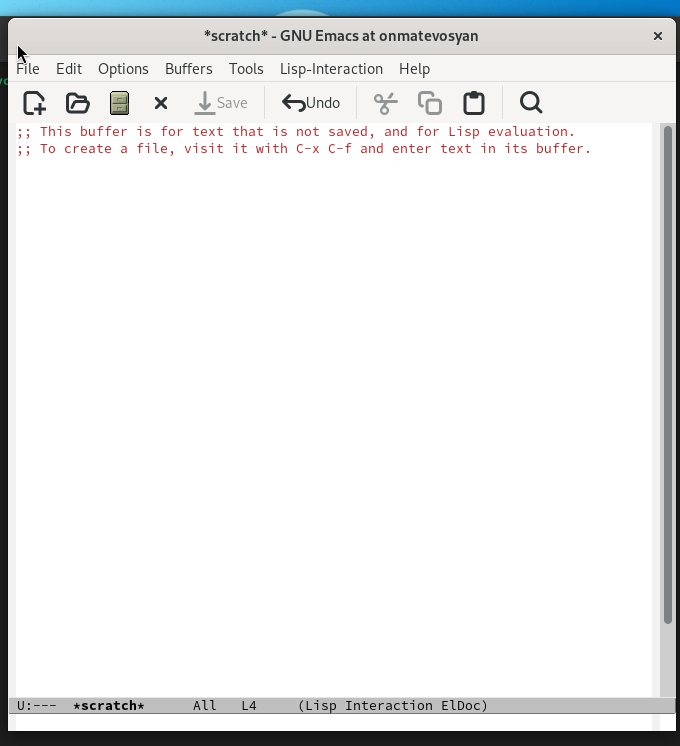 *scratch* - GNU Emacs at onmatevosyan
File Edit Options Buffers Tools Lisp-Interaction Help
Save Undo
;; This buffer is for text that is not saved, and for Lisp evaluation.
;; To create a file, visit it with C-x C-f and enter text in its buffer.
U:--- *scratch* All L4 (Lisp Interaction ElDoc)